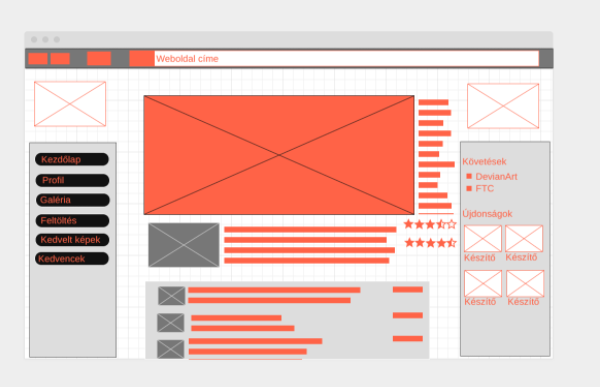 Weboldal címe
Kezdőlap
Profil
Galéria
Feltöltés
Kedvelt képek
Kedvencek
Követések
DevianArt
FTC
Újdonságok
Készítő
Készítő
Készítő
Készítő